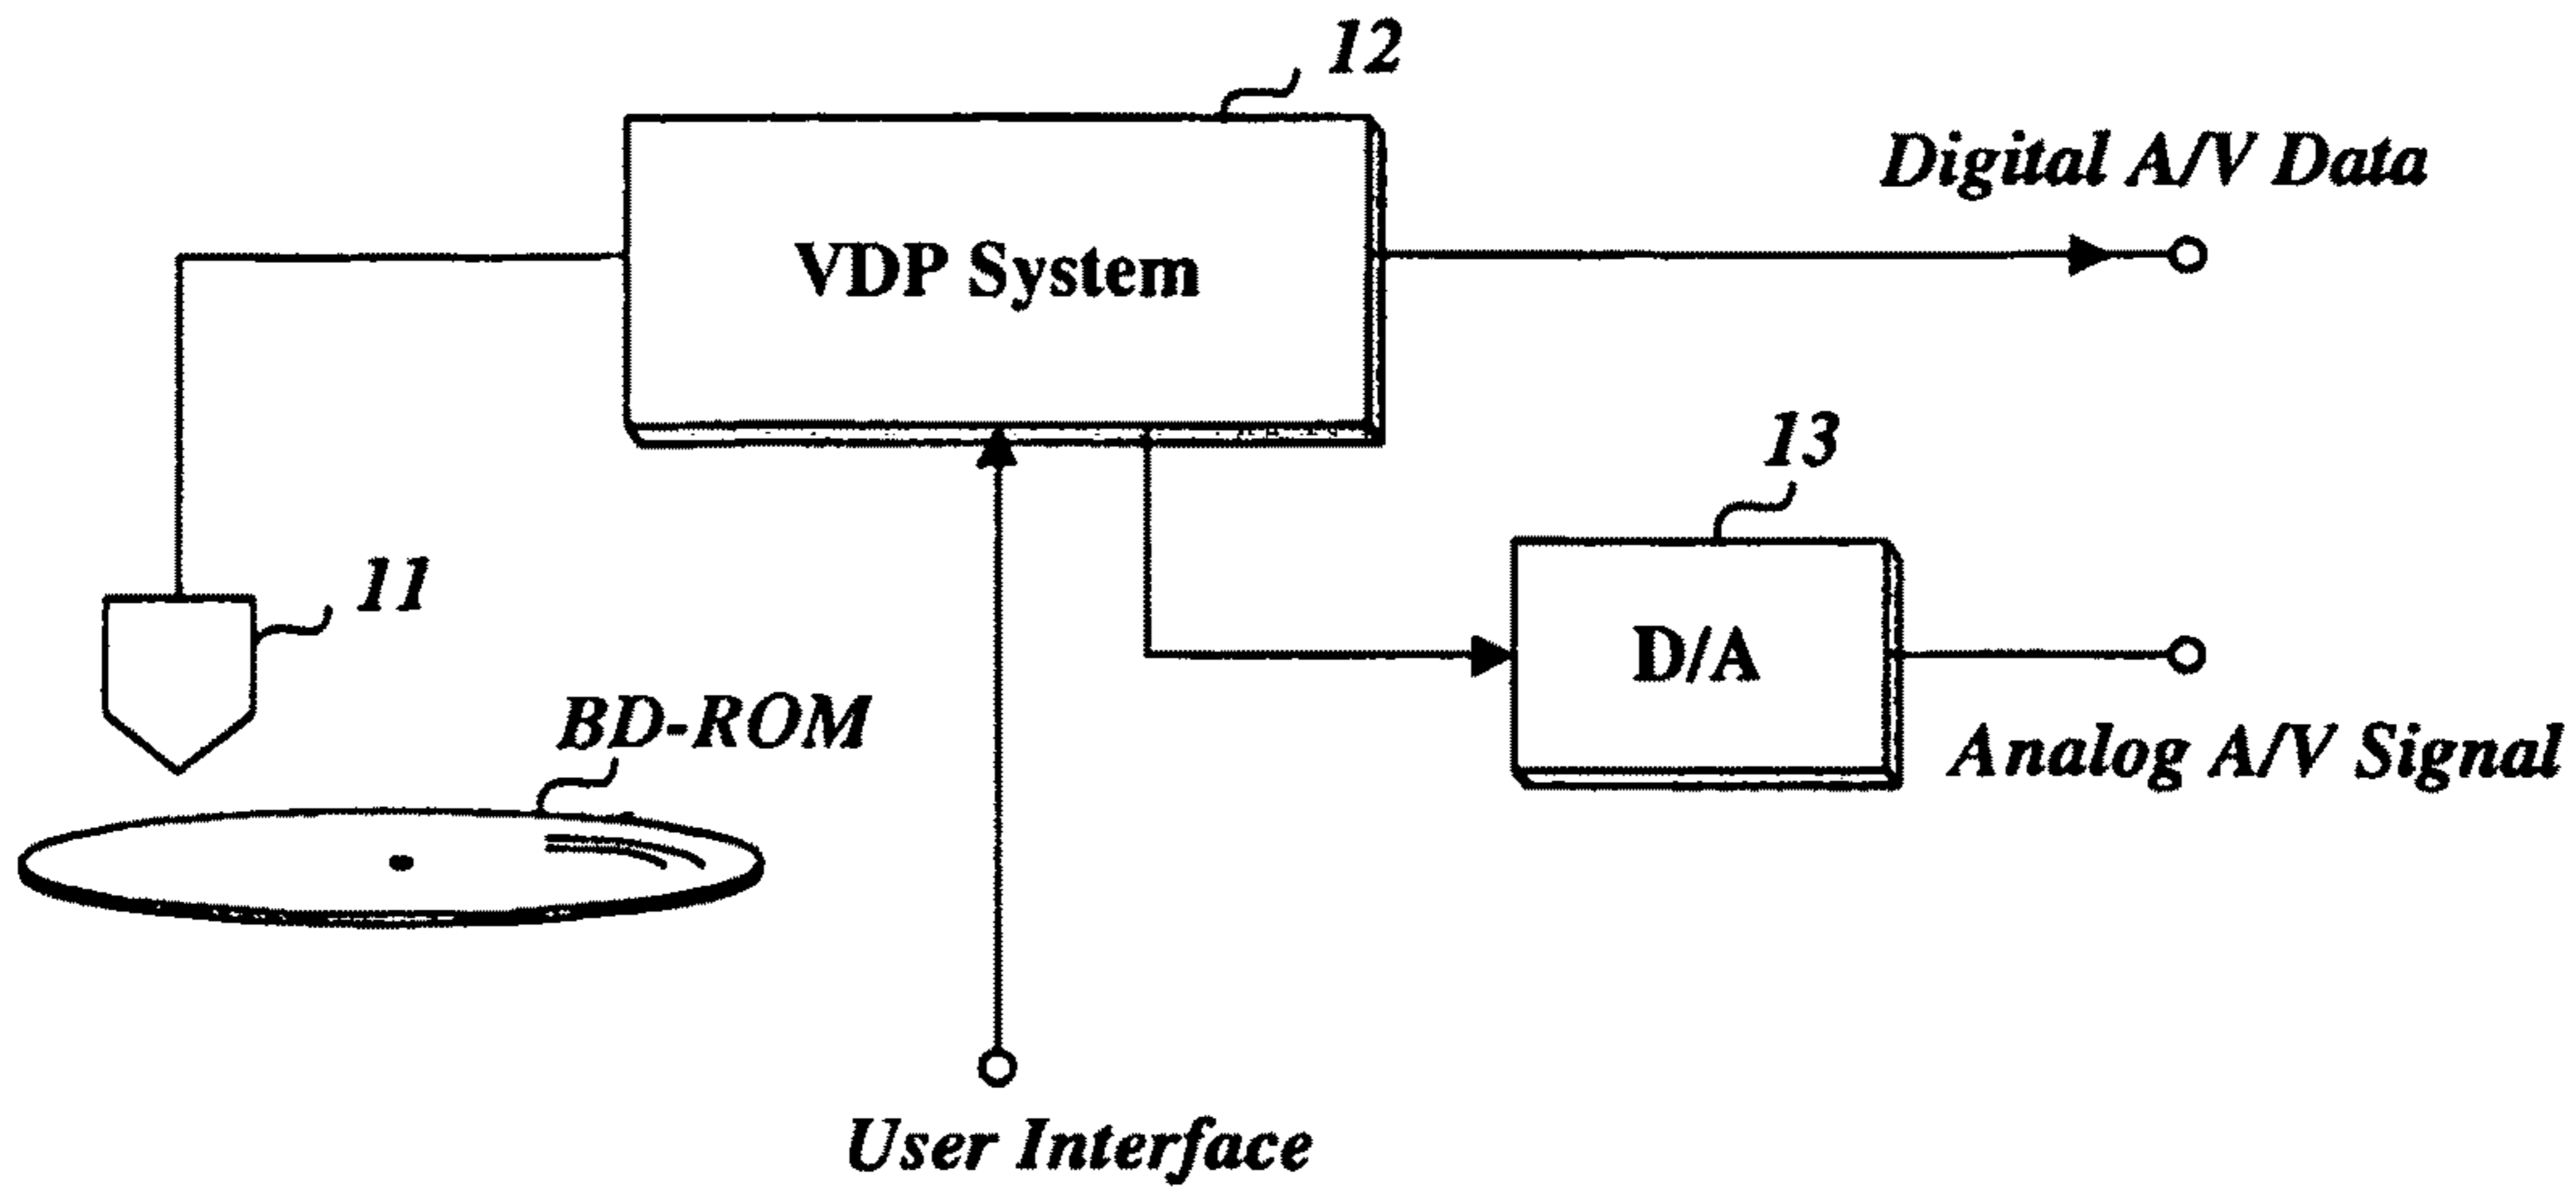 12
Digital A/V Data
VDP System
13
11
D/A
BD-ROM
Analog A/V Signal
User Interface